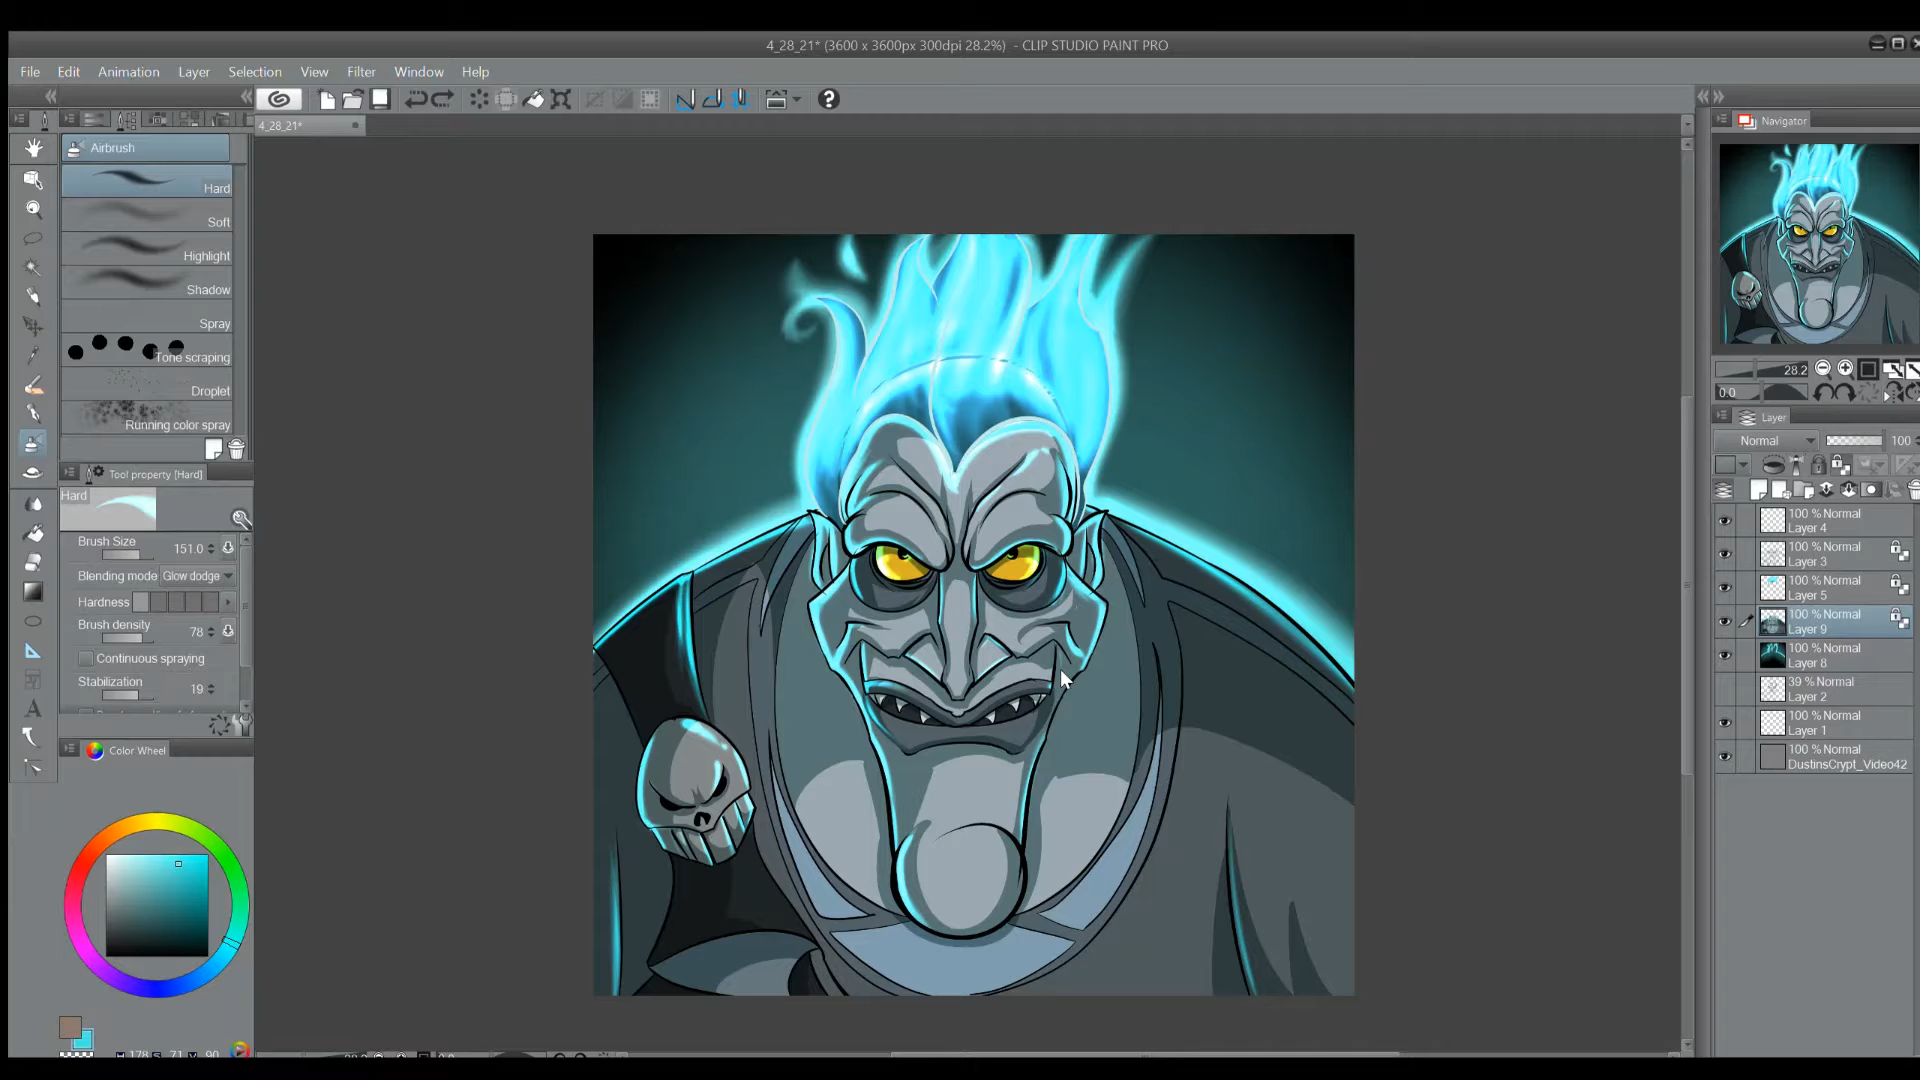 4_28_21* (3600 x 3600px 300dpi 28.2%) - CLIP STUDIO PAINT PRO
File Edit Animation Layer Selection View Filter Window Help
4_28_21*
Navigator
Airbrush
Hard
Soft
Highlight
Shadow
Spray
Tone scraping
Droplet
Running color spray
Tool property [Hard]
Hard
Brush Size 151.0
Blending mode Glow dodge
Hardness
Brush density 78
Continuous spraying
Stabilization 19
Color Wheel
28.2
0.0
Layer
Normal 100
100 % Normal
Layer 4
100 % Normal
Layer 3
100 % Normal
Layer 5
100 % Normal
Layer 9
100 % Normal
Layer 8
39 % Normal
Layer 2
100 % Normal
Layer 1
100 % Normal
DustinsCrypt_Video42